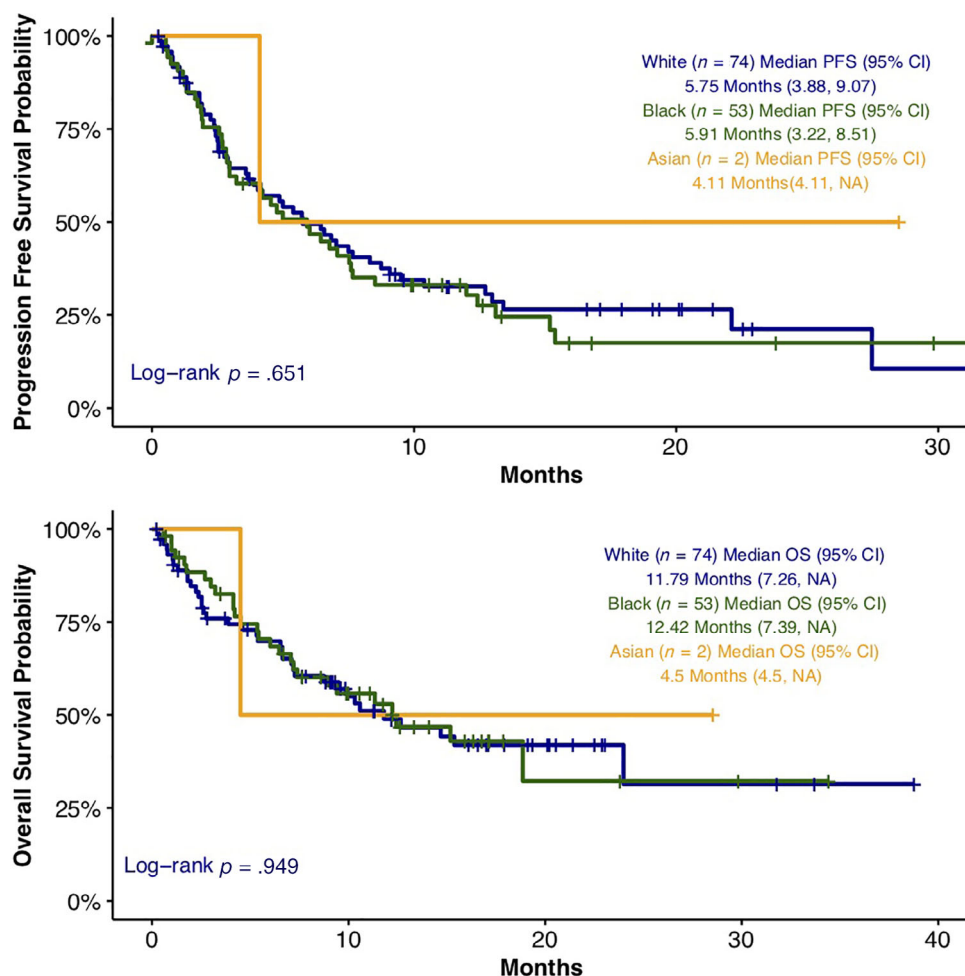 Progression Free Survival Probability
100%
75%
50%
25%
0%
White (n = 74) Median PFS (95% CI)
5.75 Months (3.88, 9.07)
Black (n = 53) Median PFS (95% CI)
5.91 Months (3.22, 8.51)
Asian (n = 2) Median PFS (95% CI)
4.11 Months(4.11, NA)
Log–rank p = .651
0 10 20 30
Months
Overall Survival Probability
100%
75%
50%
25%
0%
White (n = 74) Median OS (95% CI)
11.79 Months (7.26, NA)
Black (n = 53) Median OS (95% CI)
12.42 Months (7.39, NA)
Asian (n = 2) Median OS (95% CI)
4.5 Months (4.5, NA)
Log–rank p = .949
0 10 20 30 40
Months